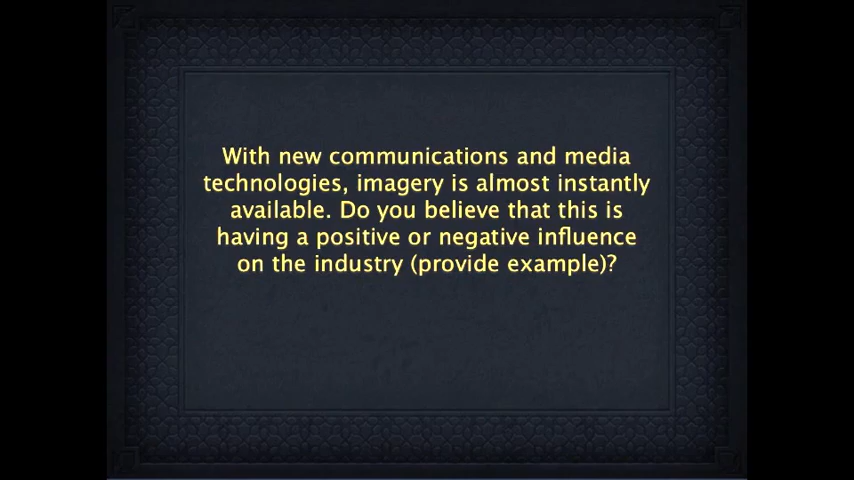 With new communications and media
technologies, imagery is almost instantly
available. Do you believe that this is
having a positive or negative influence
on the industry (provide example)?